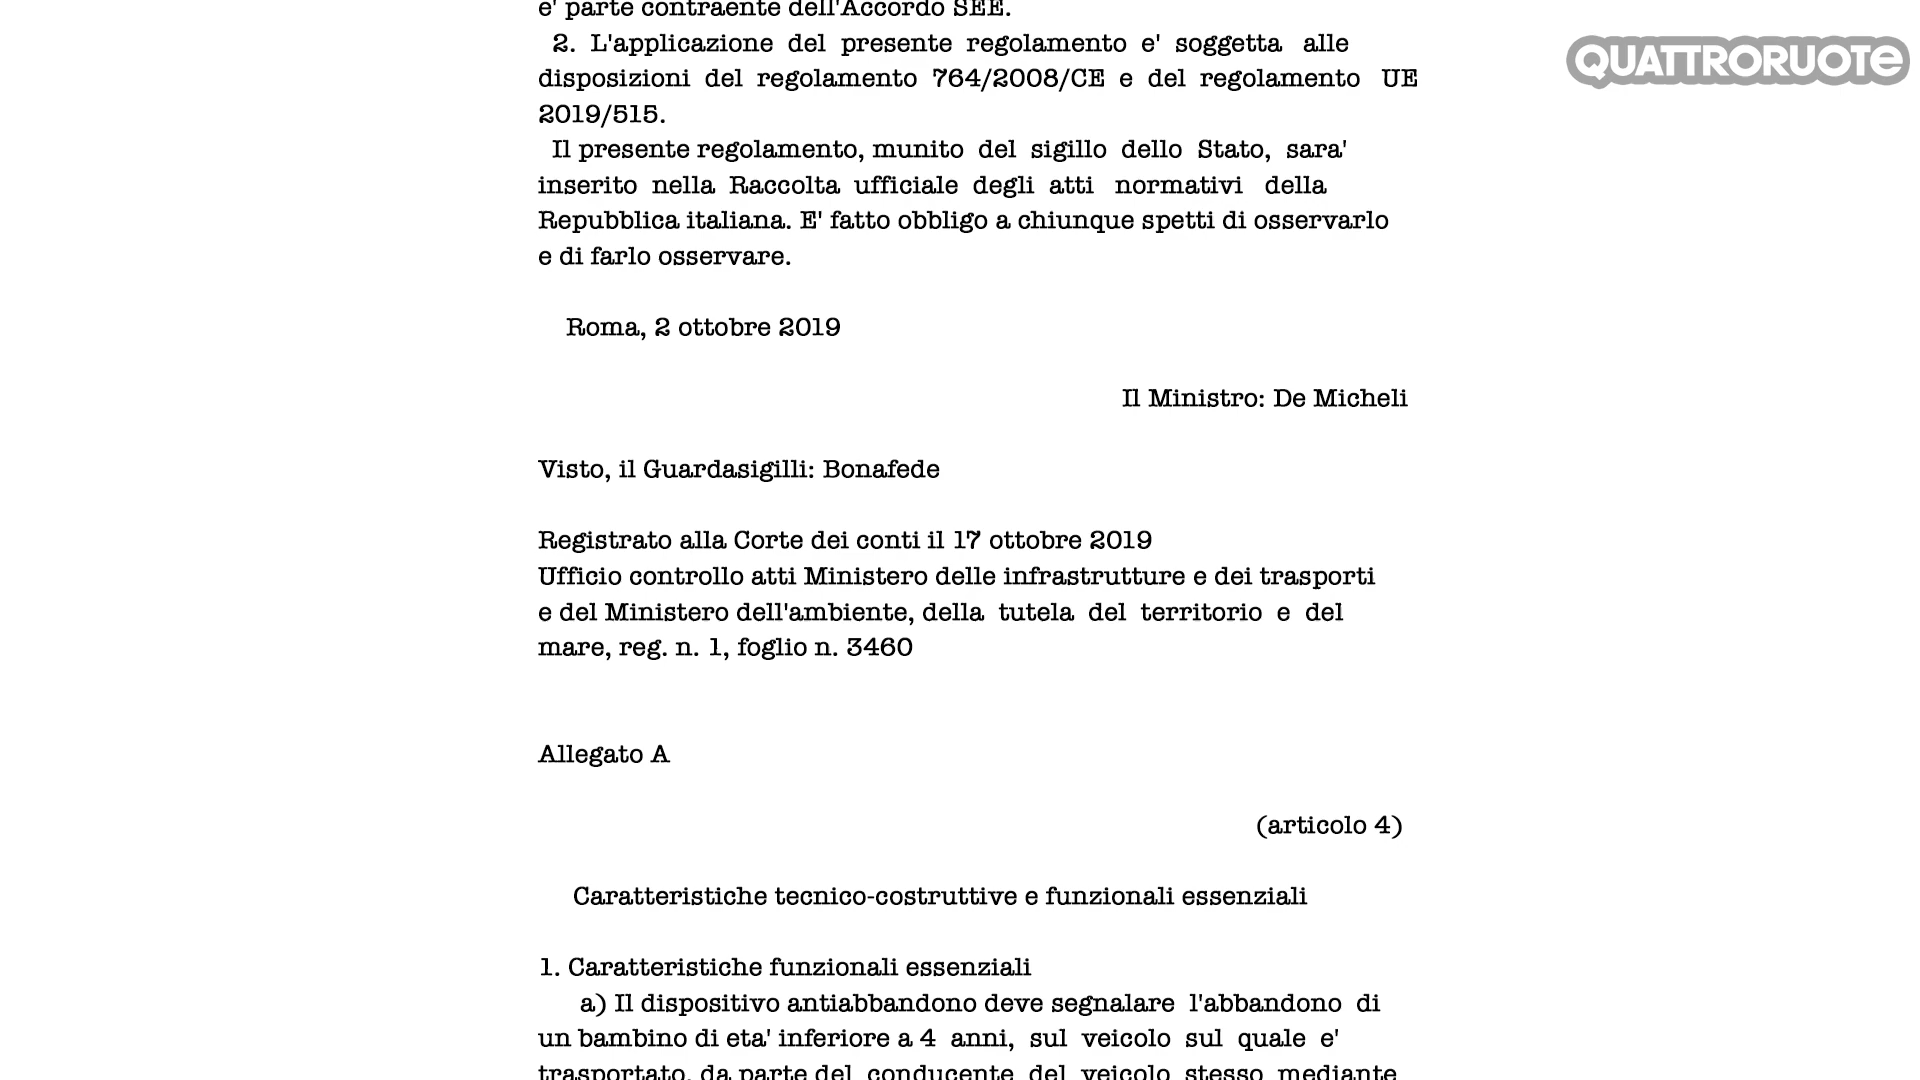 e' parte contraente dell'Accordo SEE.
QUATTRORUOTE
2. L'applicazione del presente regolamento e' soggetta alle
disposizioni del regolamento 764/2008/CE e del regolamento UE
2019/515.
Il presente regolamento, munito del sigillo dello Stato, sara'
inserito nella Raccolta ufficiale degli atti normativi della
Repubblica italiana. E' fatto obbligo a chiunque spetti di osservarlo
e di farlo osservare.
Roma, 2 ottobre 2019
Il Ministro: De Micheli
Visto, il Guardasigilli: Bonafede
Registrato alla Corte dei conti il 17 ottobre 2019
Ufficio controllo atti Ministero delle infrastrutture e dei trasporti
e del Ministero dell'ambiente, della tutela del territorio e del
mare, reg. n. 1, foglio n. 3460
Allegato A
(articolo 4)
Caratteristiche tecnico-costruttive e funzionali essenziali
1. Caratteristiche funzionali essenziali
a) Il dispositivo antiabbandono deve segnalare l'abbandono di
un bambino di eta' inferiore a 4 anni, sul veicolo sul quale e'
trasportato, da parte del conducente del veicolo stesso mediante